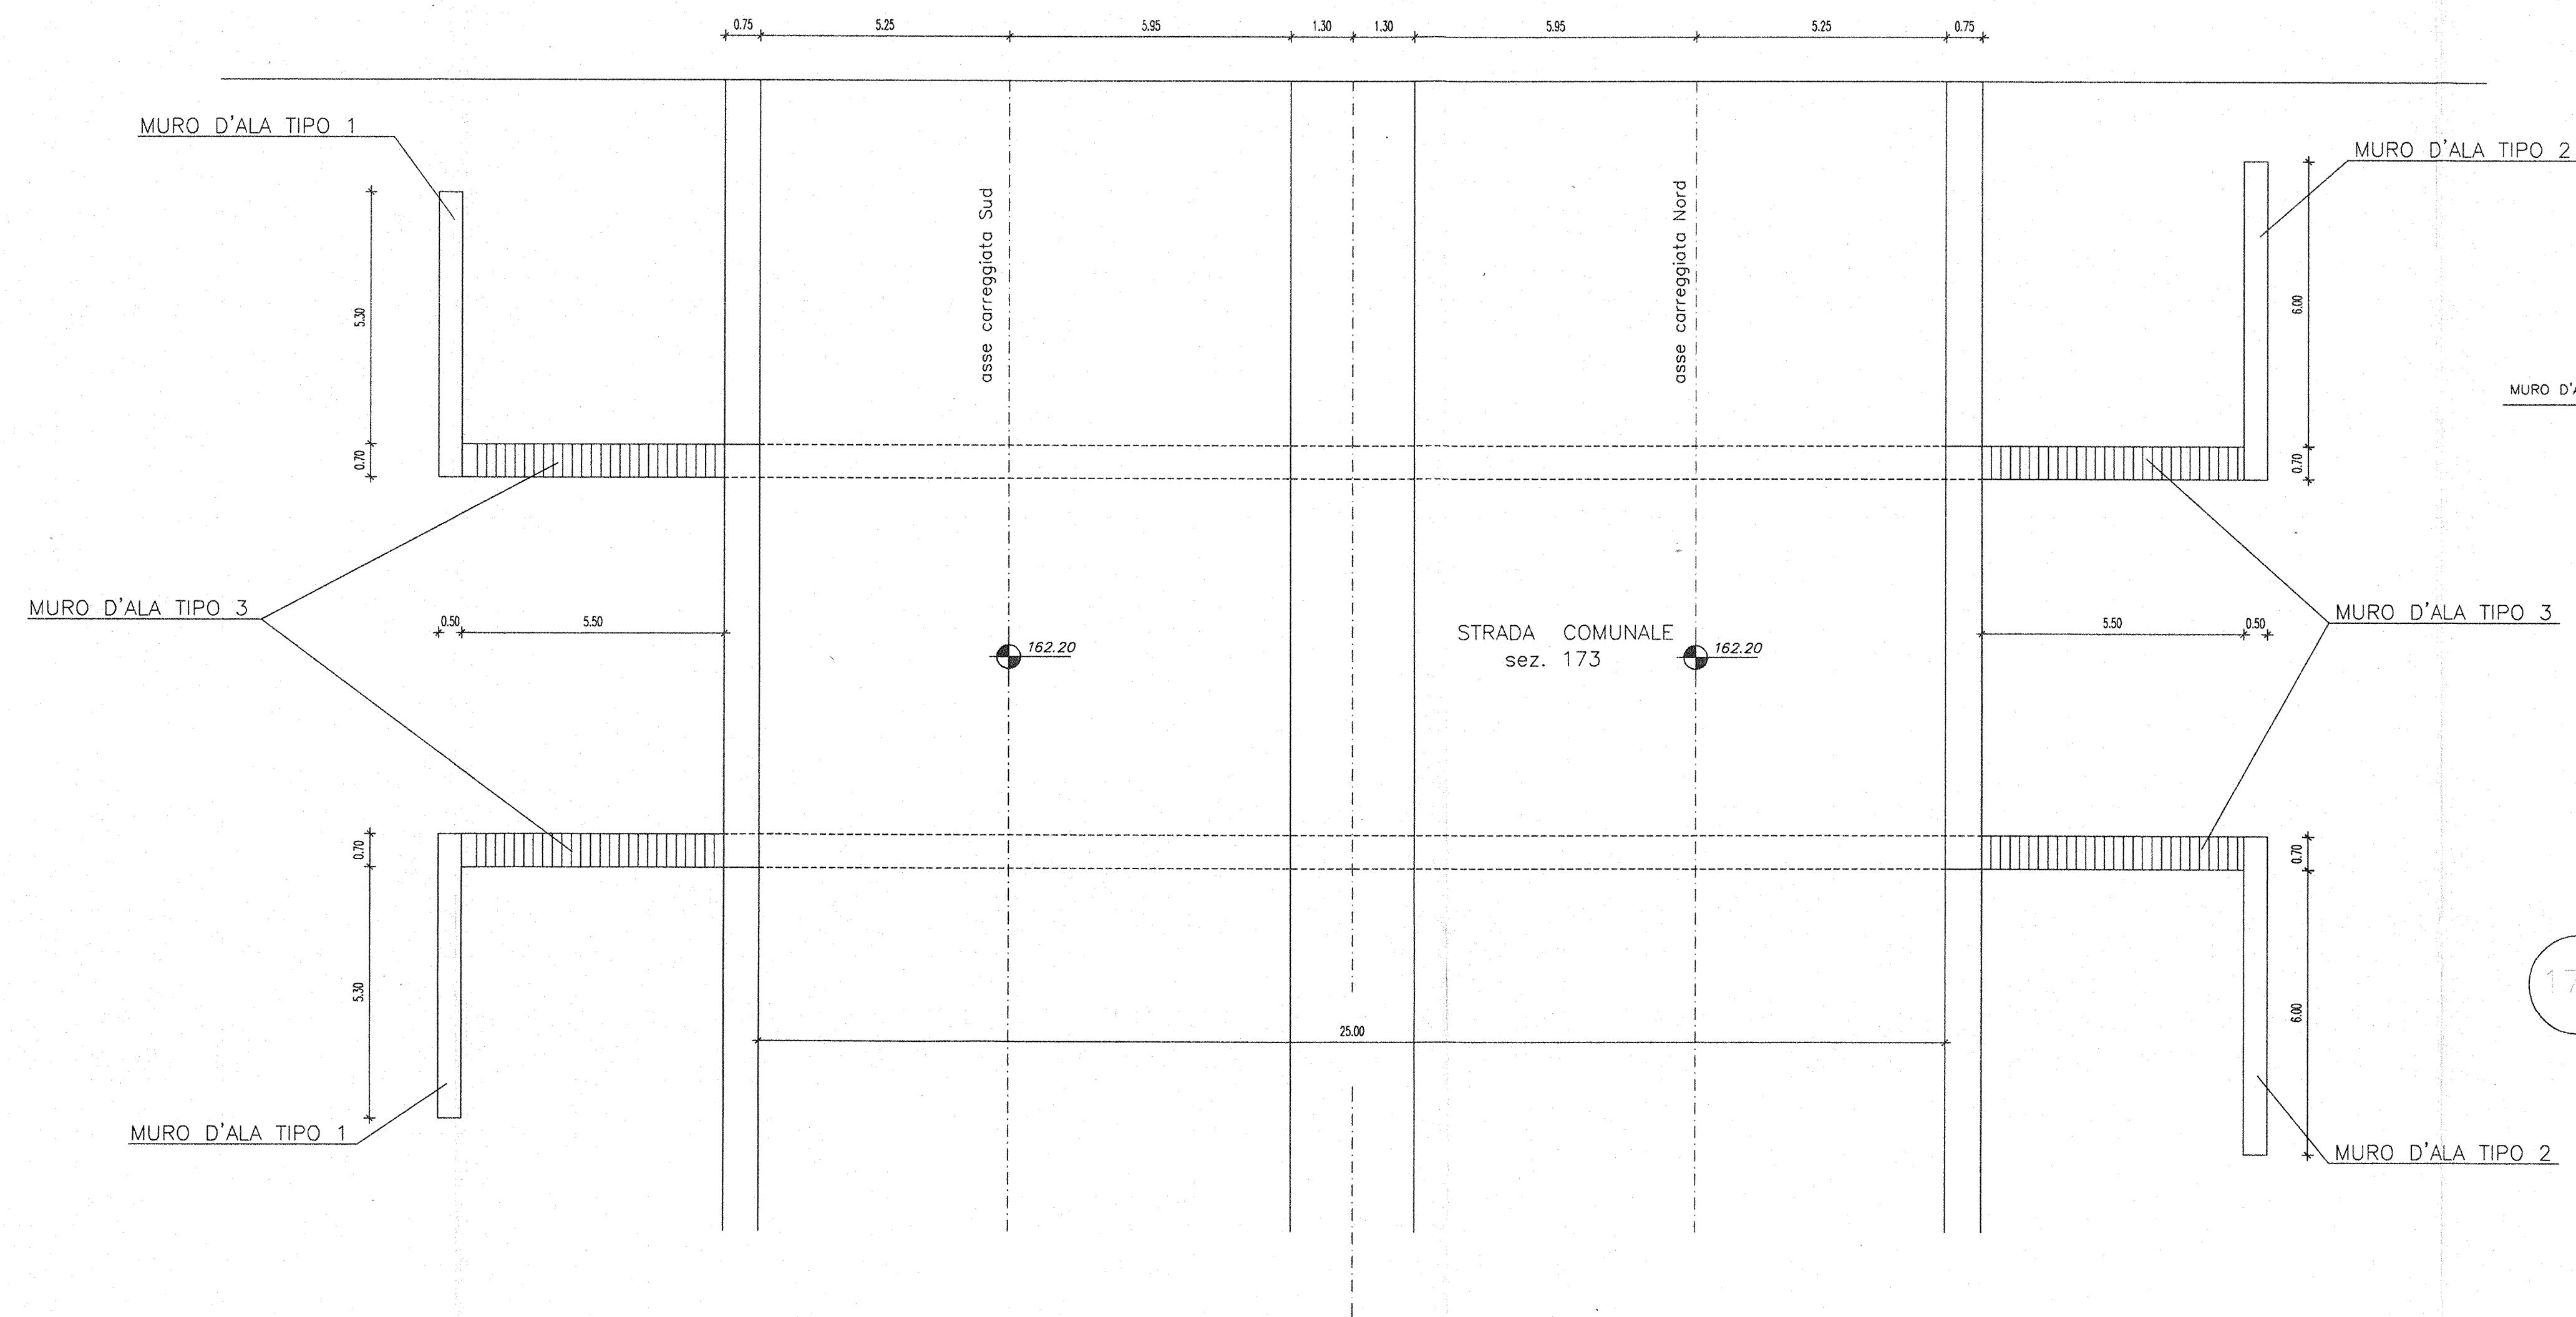 0.75 5.25 5.95 1.30 1.30 5.95 5.25 0.75
MURO D'ALA TIPO 1
MURO D'ALA TIPO 2
asse carreggiata Sud
asse carreggiata Nord
5.30
6.00
MURO D'A
0.70
0.70
MURO D'ALA TIPO 3
MURO D'ALA TIPO 3
0.50 5.50
5.50 0.50
STRADA COMUNALE
sez. 173
162.20
162.20
0.70
0.70
5.30
6.00
17
25.00
MURO D'ALA TIPO 1
MURO D'ALA TIPO 2